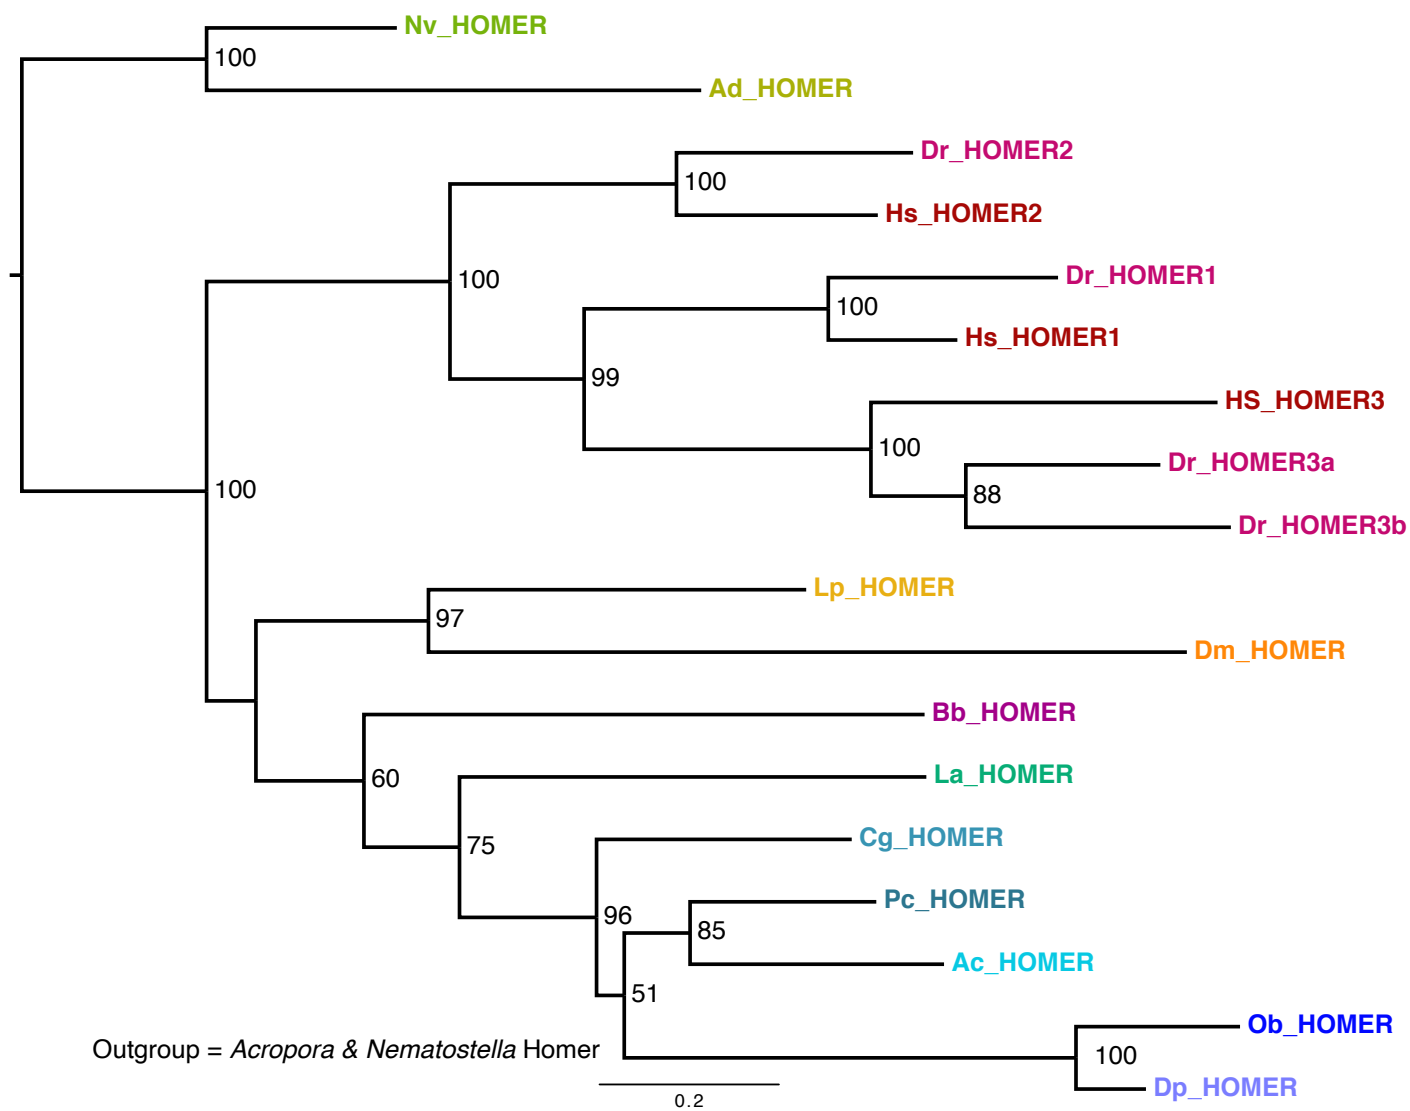 Nv_HOMER
100
Ad_HOMER
Dr_HOMER2
100
Hs_HOMER2
Dr_HOMER1
100
100
Hs_HOMER1
99
HS_HOMER3
100
Dr_HOMER3a
100
88
Dr_HOMER3b
Lp_HOMER
97
Dm_HOMER
Bb_HOMER
60
La_HOMER
75
Cg_HOMER
Pc_HOMER
96
85
Ac_HOMER
51
Ob_HOMER
Outgroup = Acropora & Nematostella Homer
100
Dp_HOMER
0.2